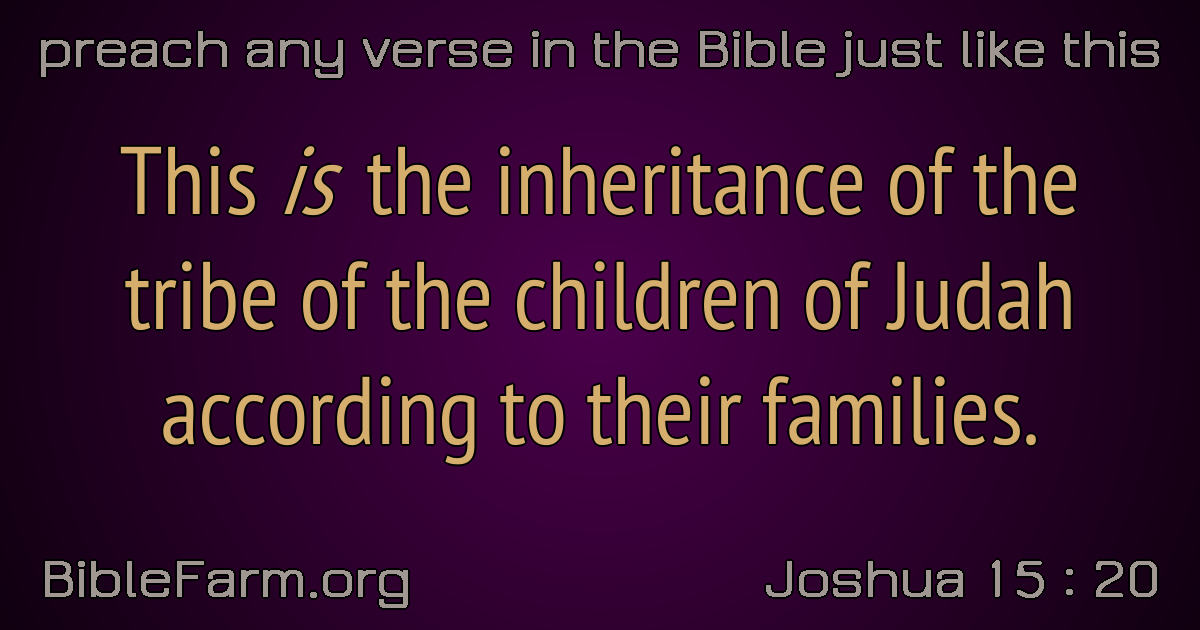 preach any verse in the Bible just like this
This is the inheritance of the
tribe of the children of Judah
according to their families.
BibleFarm.org
Joshua 15 : 20